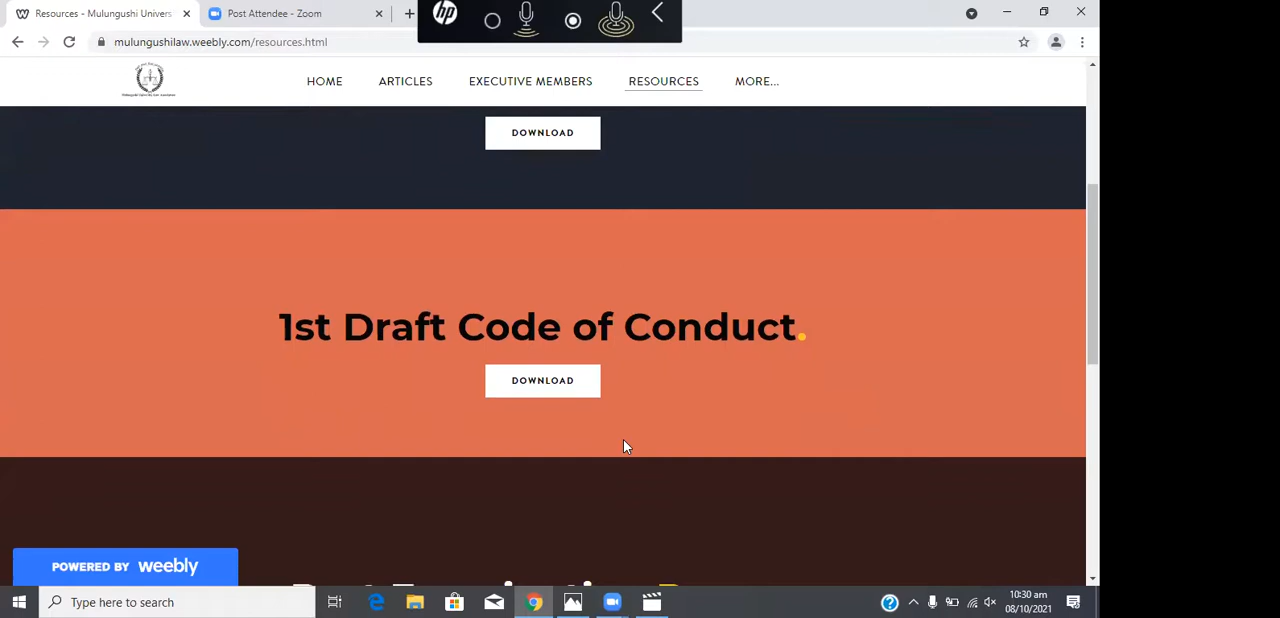 Resources - Mulungushi Univers
Post Attendee - Zoom
hp
mulungushilaw.weebly.com/resources.html
HOME
ARTICLES
EXECUTIVE MEMBERS
RESOURCES
MORE...
DOWNLOAD
1st Draft Code of Conduct.
DOWNLOAD
POWERED BY weebly
Type here to search
10:30 am
08/10/2021